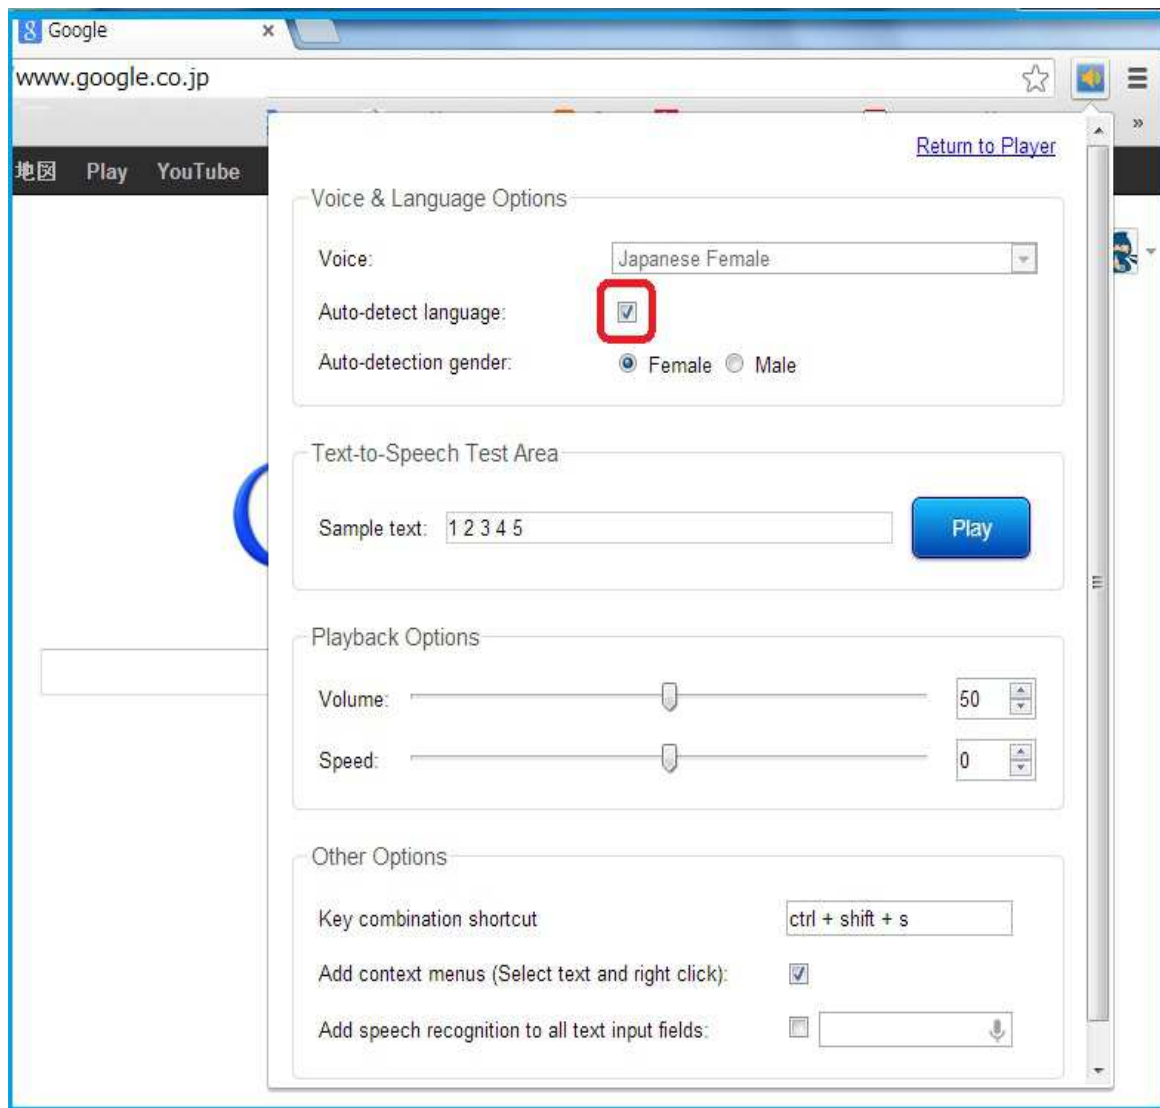 Google
www.google.co.jp
地図 Play YouTube
Return to Player
Voice & Language Options
Voice: Japanese Female
Auto-detect language:
Auto-detection gender: Female Male
Text-to-Speech Test Area
Sample text: 1 2 3 4 5 Play
Playback Options
Volume: 50
Speed: 0
Other Options
Key combination shortcut ctrl + shift + s
Add context menus (Select text and right click):
Add speech recognition to all text input fields: